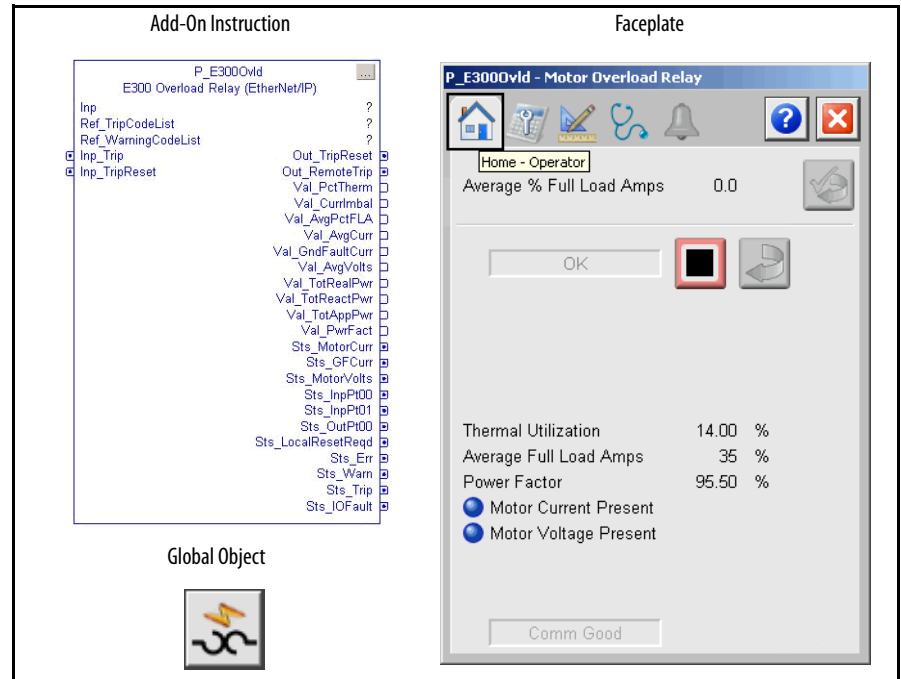 Add-On Instruction
P_E300Ovld
...
E300 Overload Relay (EtherNet/IP)
Inp ?
Ref_TripCodeList ?
Ref_WarningCodeList ?
Inp_Trip Out_TripReset
Inp_TripReset Out_RemoteTrip
Val_PctTherm
Val_CurrImbal
Val_AvgPctFLA
Val_AvgCurr
Val_GndFaultCurr
Val_AvgVolts
Val_TotRealPwr
Val_TotReactPwr
Val_TotAppPwr
Val_PwrFact
Sts_MotorCurr
Sts_GFCurr
Sts_MotorVolts
Sts_InpPt00
Sts_InpPt01
Sts_OutPt00
Sts_LocalResetReqd
Sts_Err
Sts_Warn
Sts_Trip
Sts_IOFault
Global Object
Faceplate
P_E300Ovld - Motor Overload Relay
?
Home - Operator
Average % Full Load Amps 0.0
OK
Thermal Utilization 14.00 %
Average Full Load Amps 35 %
Power Factor 95.50 %
Motor Current Present
Motor Voltage Present
Comm Good